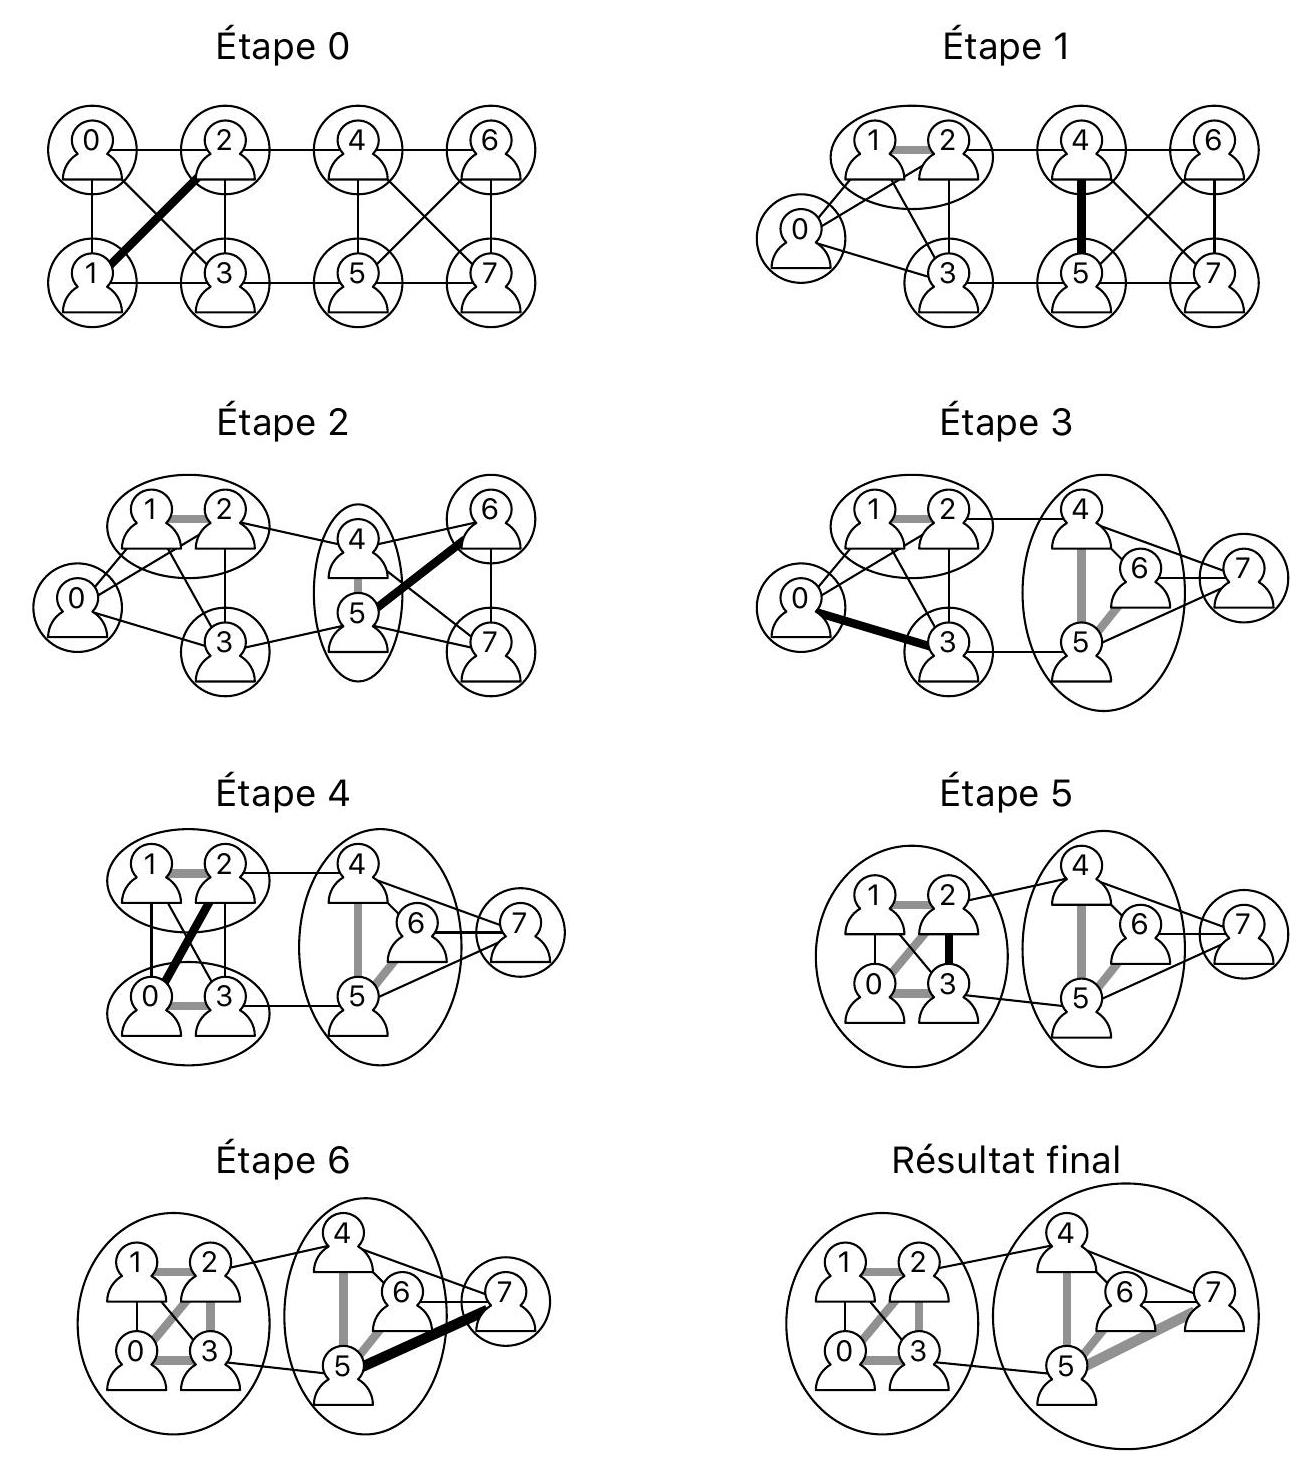 Étape 0
Étape 1
0 2 4 6
1 3 5 7
1 2 4 6
0
3 5 7
Étape 2
Étape 3
1 2 4 6
0 5
3 7
1 2 4
0 6 7
3 5
Étape 4
Étape 5
1 2 4
6 7
0 3 5
1 2 4
6 7
0 3 5
Étape 6
Résultat final
1 2 4
6 7
0 3 5
1 2 4
6 7
0 3 5